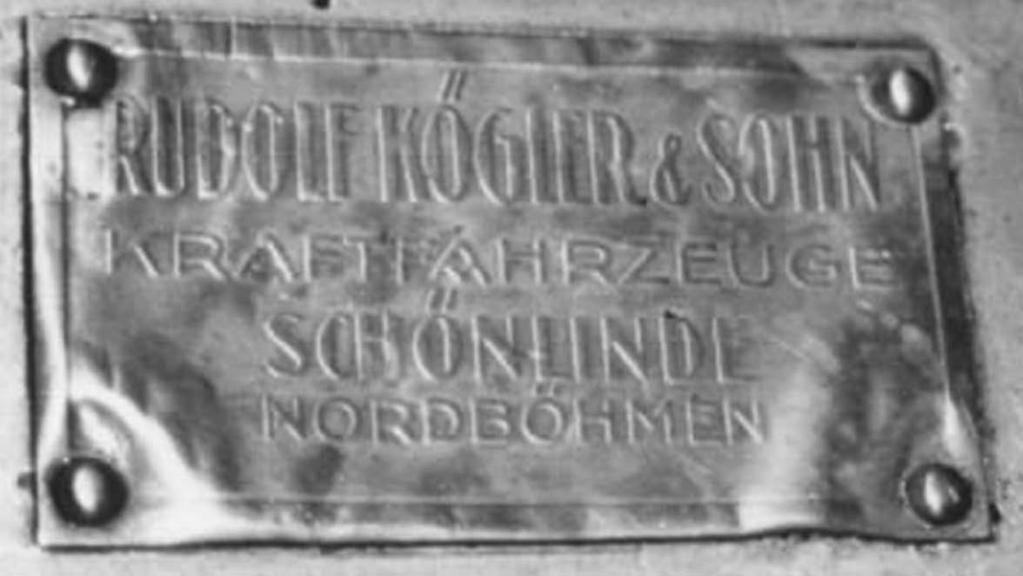 RUDOLF KÖGLER & SOHN
KRAFTFAHRZEUGE
SCHÖNLINDE
NORDBÖHMEN